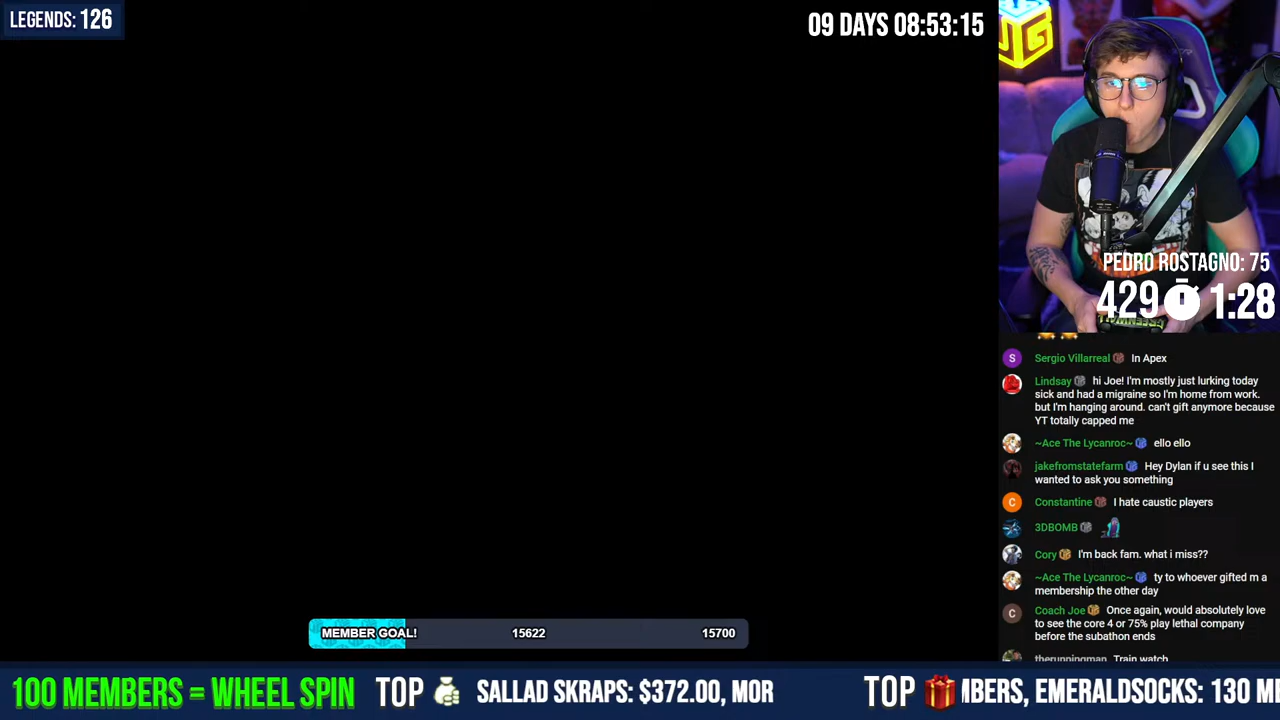 LEGENDS: 126
09 DAYS 08:53:15
JG
PEDRO ROSTAGNO: 75
429 1:28
S Sergio Villarreal In Apex
Lindsay hi Joe! I'm mostly just lurking today
sick and had a migraine so I'm home from work.
but I'm hanging around. can't gift anymore because
YT totally capped me
~Ace The Lycanroc~ ello ello
jakefromstatefarm Hey Dylan if u see this I
wanted to ask you something
C Constantine I hate caustic players
3DBOMB
Cory I'm back fam. what i miss??
~Ace The Lycanroc~ ty to whoever gifted m a
membership the other day
C Coach Joe Once again, would absolutely love
to see the core 4 or 75% play lethal company
before the subathon ends
therunningman Train watch
MEMBER GOAL! 15622 15700
100 MEMBERS = WHEEL SPIN TOP SALLAD SKRAPS: $372.00, MOR TOP MBERS, EMERALDSOCKS: 130 M